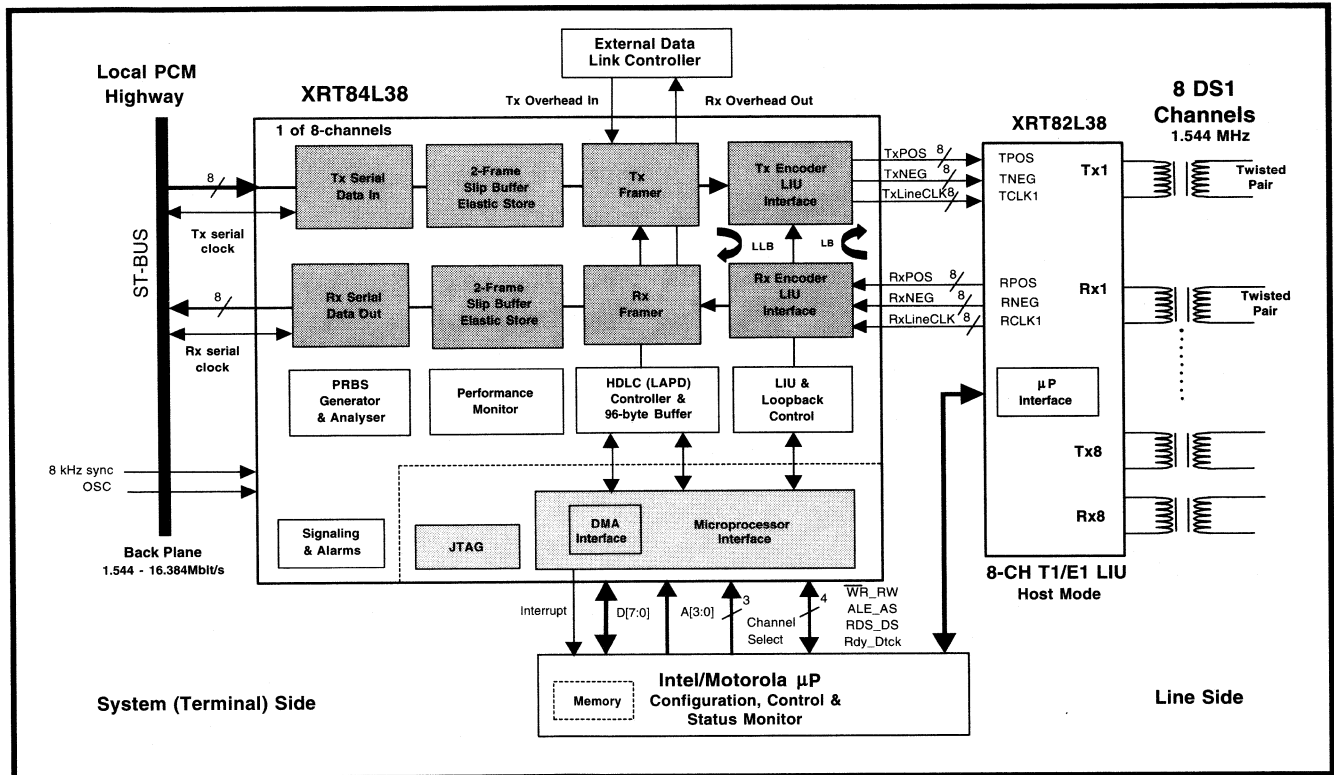 External Data
Link Controller
Local PCM
Highway
XRT84L38
Tx Overhead In
Rx Overhead Out
8 DS1
Channels
1.544 MHz
XRT82L38
1 of 8-channels
Tx Serial
Data In
2-Frame
Slip Buffer
Elastic Store
Tx
Framer
Tx Encoder
LIU
Interface
TxPOS 8
TxNEG 8
TxLineCLK 8
TPOS
TNEG
TCLK1
Tx1
Twisted
Pair
8
Tx serial
clock
ST-BUS
LLB
LB
8
Rx Serial
Data Out
2-Frame
Slip Buffer
Elastic Store
Rx
Framer
Rx Encoder
LIU
Interface
RxPOS 8
RxNEG 8
RxLineCLK 8
RPOS
RNEG
RCLK1
Rx1
Twisted
Pair
Rx serial
clock
PRBS
Generator
& Analyser
Performance
Monitor
HDLC (LAPD)
Controller &
96-byte Buffer
LIU &
Loopback
Control
µP
Interface
Tx8
Rx8
8 kHz sync
OSC
Signaling
& Alarms
JTAG
DMA
Interface
Microprocessor
Interface
Back Plane
1.544 - 16.384Mbit/s
8-CH T1/E1 LIU
Host Mode
Interrupt
D[7:0]
A[3:0]
3
Channel
Select
4
WR_RW
ALE_AS
RDS_DS
Rdy_Dtck
Intel/Motorola µP
Configuration, Control &
Status Monitor
Memory
System (Terminal) Side
Line Side